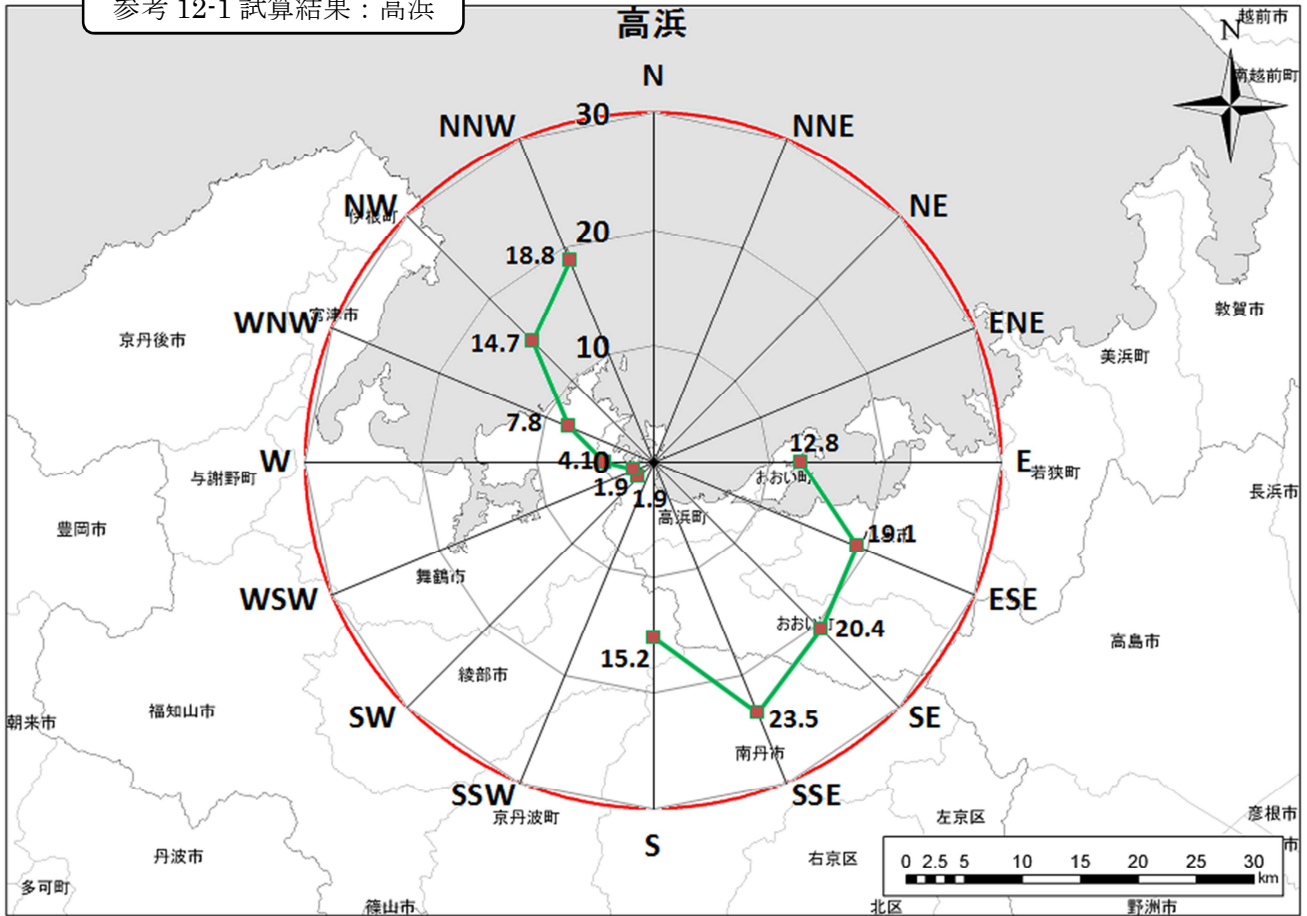 参考 12-1 試算結果：高浜
高浜
越前市
N
南越前町
N
30
NNW
NNE
NW
伊根町
NE
20
18.8
WNW
宮津市
ENE
敦賀市
京丹後市
14.7
10
美浜町
7.8
12.8
W
4.1
0
E
若狭町
与謝野町
おおい町
1.9
1.9
長浜市
高浜町
豊岡市
19.1
舞鶴市
WSW
ESE
おおい町
20.4
高島市
15.2
綾部市
福知山市
朝来市
SW
23.5
SE
南丹市
SSW
SSE
京丹波町
S
左京区
彦根市
丹波市
右京区
市
0 2.5 5 10 15 20 25 30
km
多可町
篠山市
北区
野洲市